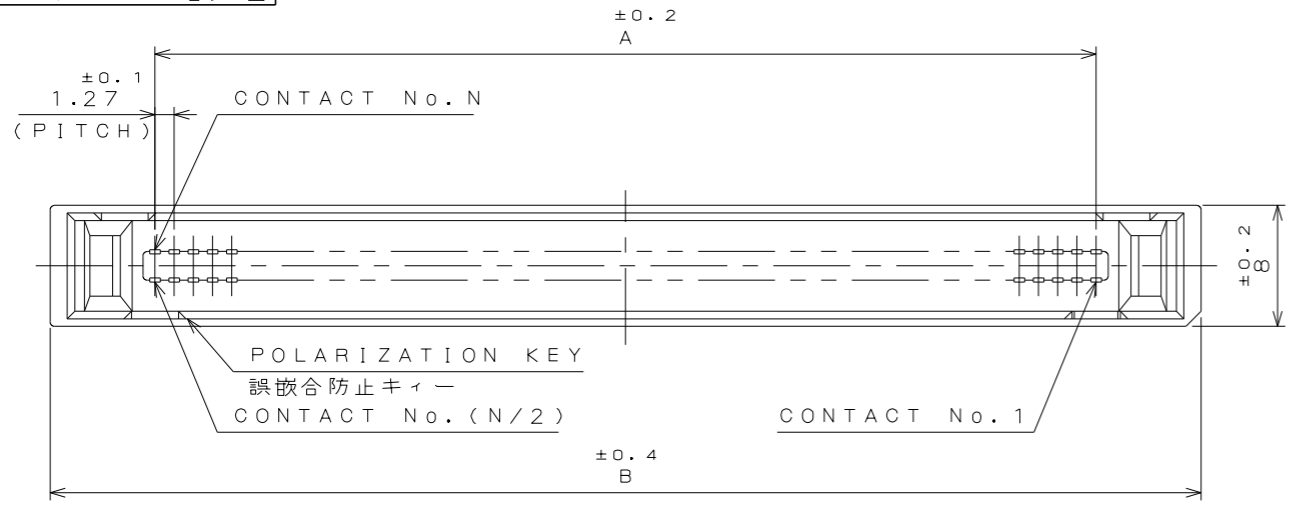 ±0.2
A
±0.1
1.27
(PITCH)
CONTACT No.N
±0.2
8
POLARIZATION KEY
誤嵌合防止キィー
CONTACT No.(N/2)
CONTACT No.1
±0.4
B